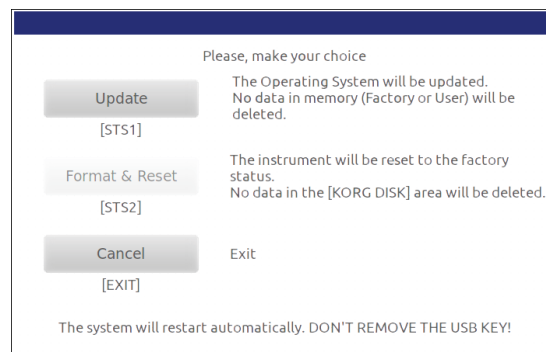 Please, make your choice
Update
[STS1]
The Operating System will be updated.
No data in memory (Factory or User) will be
deleted.
Format & Reset
[STS2]
The instrument will be reset to the factory
status.
No data in the [KORG DISK] area will be deleted.
Cancel
[EXIT]
Exit
The system will restart automatically. DON'T REMOVE THE USB KEY!